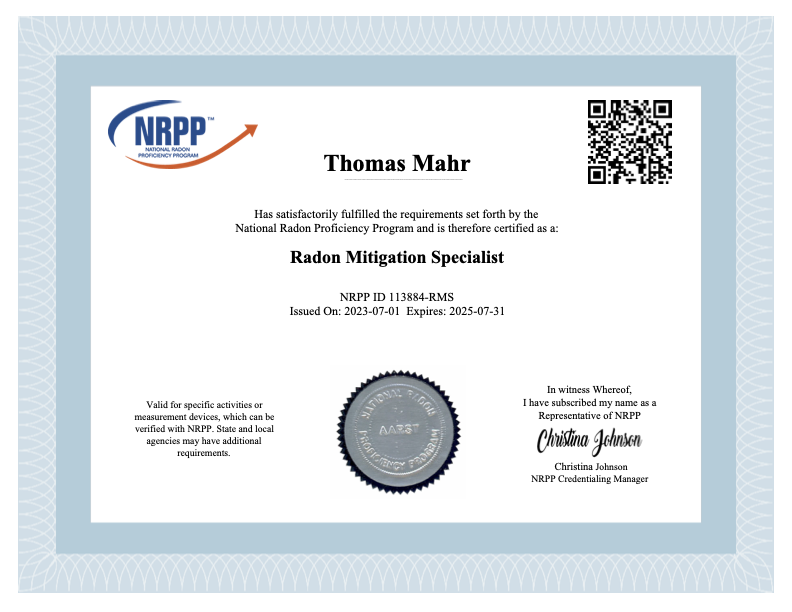 NRPP™
NATIONAL RADON
PROFICIENCY PROGRAM
Thomas Mahr
Has satisfactorily fulfilled the requirements set forth by the
National Radon Proficiency Program and is therefore certified as a:
Radon Mitigation Specialist
NRPP ID 113884-RMS
Issued On: 2023-07-01 Expires: 2025-07-31
Valid for specific activities or
measurement devices, which can be
verified with NRPP. State and local
agencies may have additional
requirements.
NATIONAL RADON
AARST
PROFICIENCY PROGRAM
In witness Whereof,
I have subscribed my name as a
Representative of NRPP
Christina Johnson
Christina Johnson
NRPP Credentialing Manager